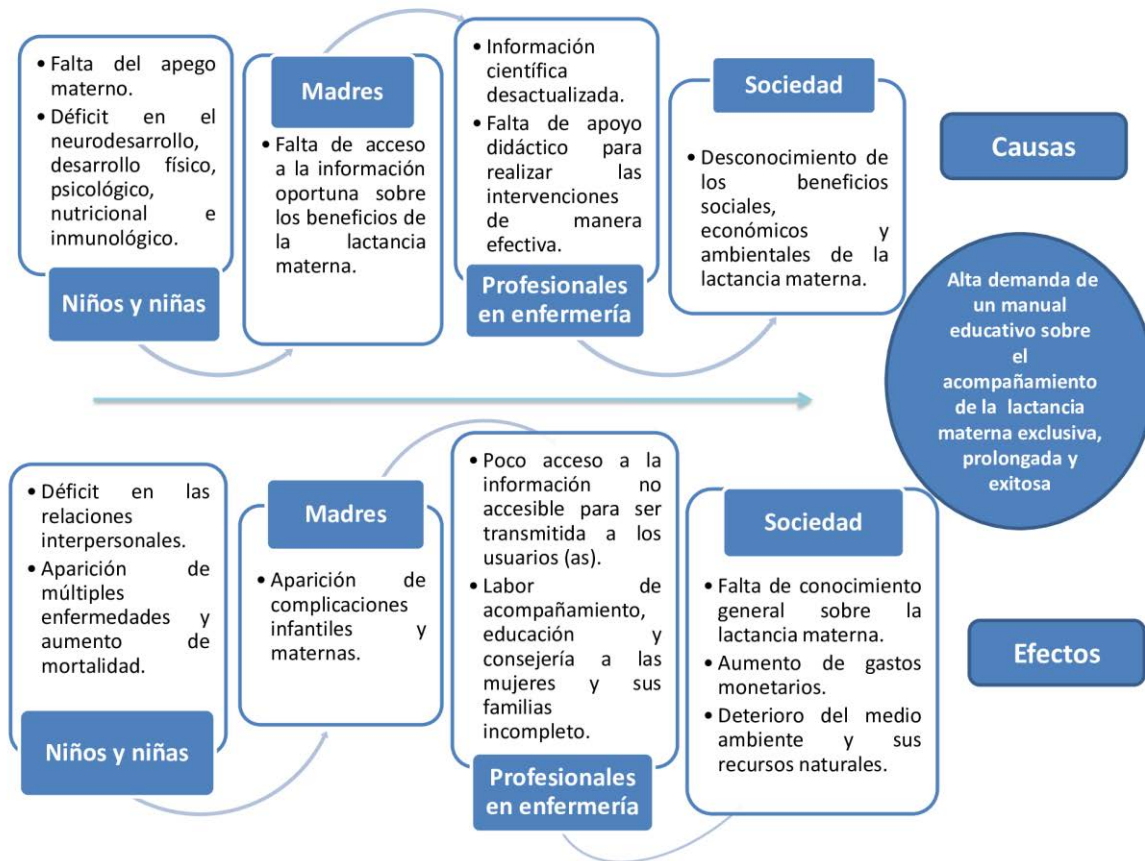 • Falta del apego
materno.
• Déficit en el
neurodesarrollo,
desarrollo físico,
psicológico,
nutricional e
inmunológico.
Niños y niñas
Madres
• Falta de acceso
a la información
oportuna sobre
los beneficios de
la lactancia
materna.
• Información
científica
desactualizada.
• Falta de apoyo
didáctico para
realizar las
intervenciones
de manera
efectiva.
Profesionales
en enfermería
Sociedad
• Desconocimiento de
los beneficios
sociales,
económicos y
ambientales de la
lactancia materna.
Causas
Alta demanda de
un manual
educativo sobre
el
acompañamiento
de la lactancia
materna exclusiva,
prolongada y
exitosa
• Déficit en las
relaciones
interpersonales.
• Aparición de
múltiples
enfermedades y
aumento de
mortalidad.
Niños y niñas
Madres
• Aparición de
complicaciones
infantiles y
maternas.
• Poco acceso a la
información no
accesible para ser
transmitida a los
usuarios (as).
• Labor de
acompañamiento,
educación y
consejería a las
mujeres y sus
familias
incompleto.
Profesionales
en enfermería
Sociedad
• Falta de conocimiento
general sobre la
lactancia materna.
• Aumento de gastos
monetarios.
• Deterioro del medio
ambiente y sus
recursos naturales.
Efectos